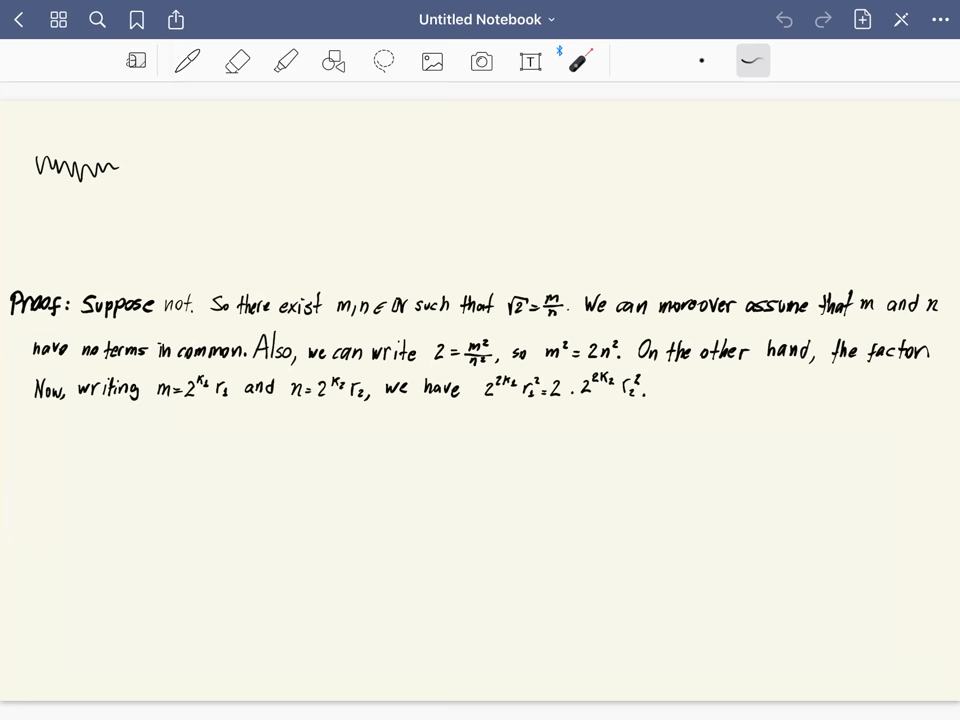 Untitled Notebook
T
Proof: Suppose not. So there exist m, n ∈ such that √2 = m/n. We can moreover assume that m and n
have no terms in common. Also, we can write 2 = m²/n², so m² = 2n². On the other hand, the factor
Now, writing m = 2^k₁ r₁ and n = 2^k₂ r₂, we have 2^2k₁ r₁² = 2 · 2^2k₂ r₂².